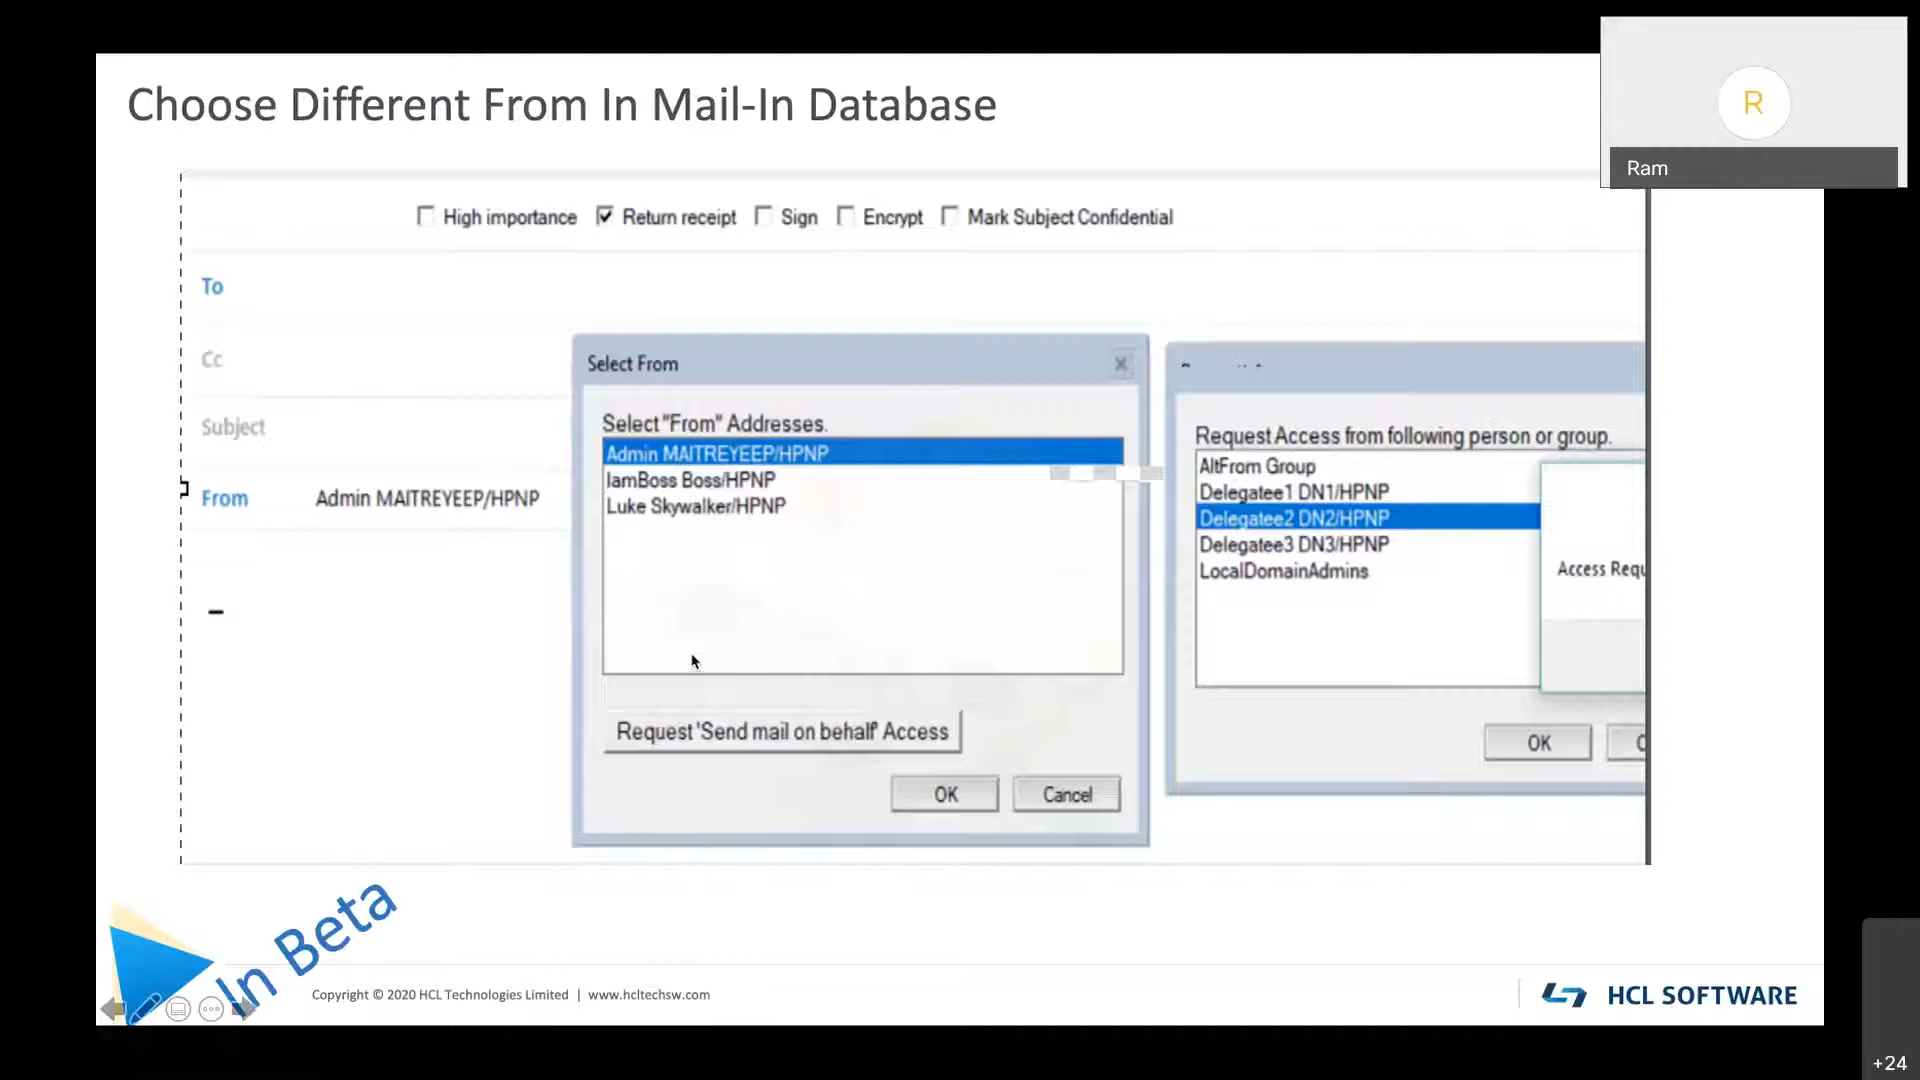 Choose Different From In Mail-In Database
R
Ram
High importance Return receipt Sign Encrypt Mark Subject Confidential
To
Cc
Subject
From Admin MAITREYEEP/HPNP
Select From
Select "From" Addresses.
Admin MAITREYEEP/HPNP
IamBoss Boss/HPNP
Luke Skywalker/HPNP
Request 'Send mail on behalf' Access
OK Cancel
Request Access from following person or group.
AltFrom Group
Delegatee1 DN1/HPNP
Delegatee2 DN2/HPNP
Delegatee3 DN3/HPNP
LocalDomainAdmins
Access Requ
OK C
In Beta
Copyright © 2020 HCL Technologies Limited | www.hcltechsw.com
HCL SOFTWARE
+24